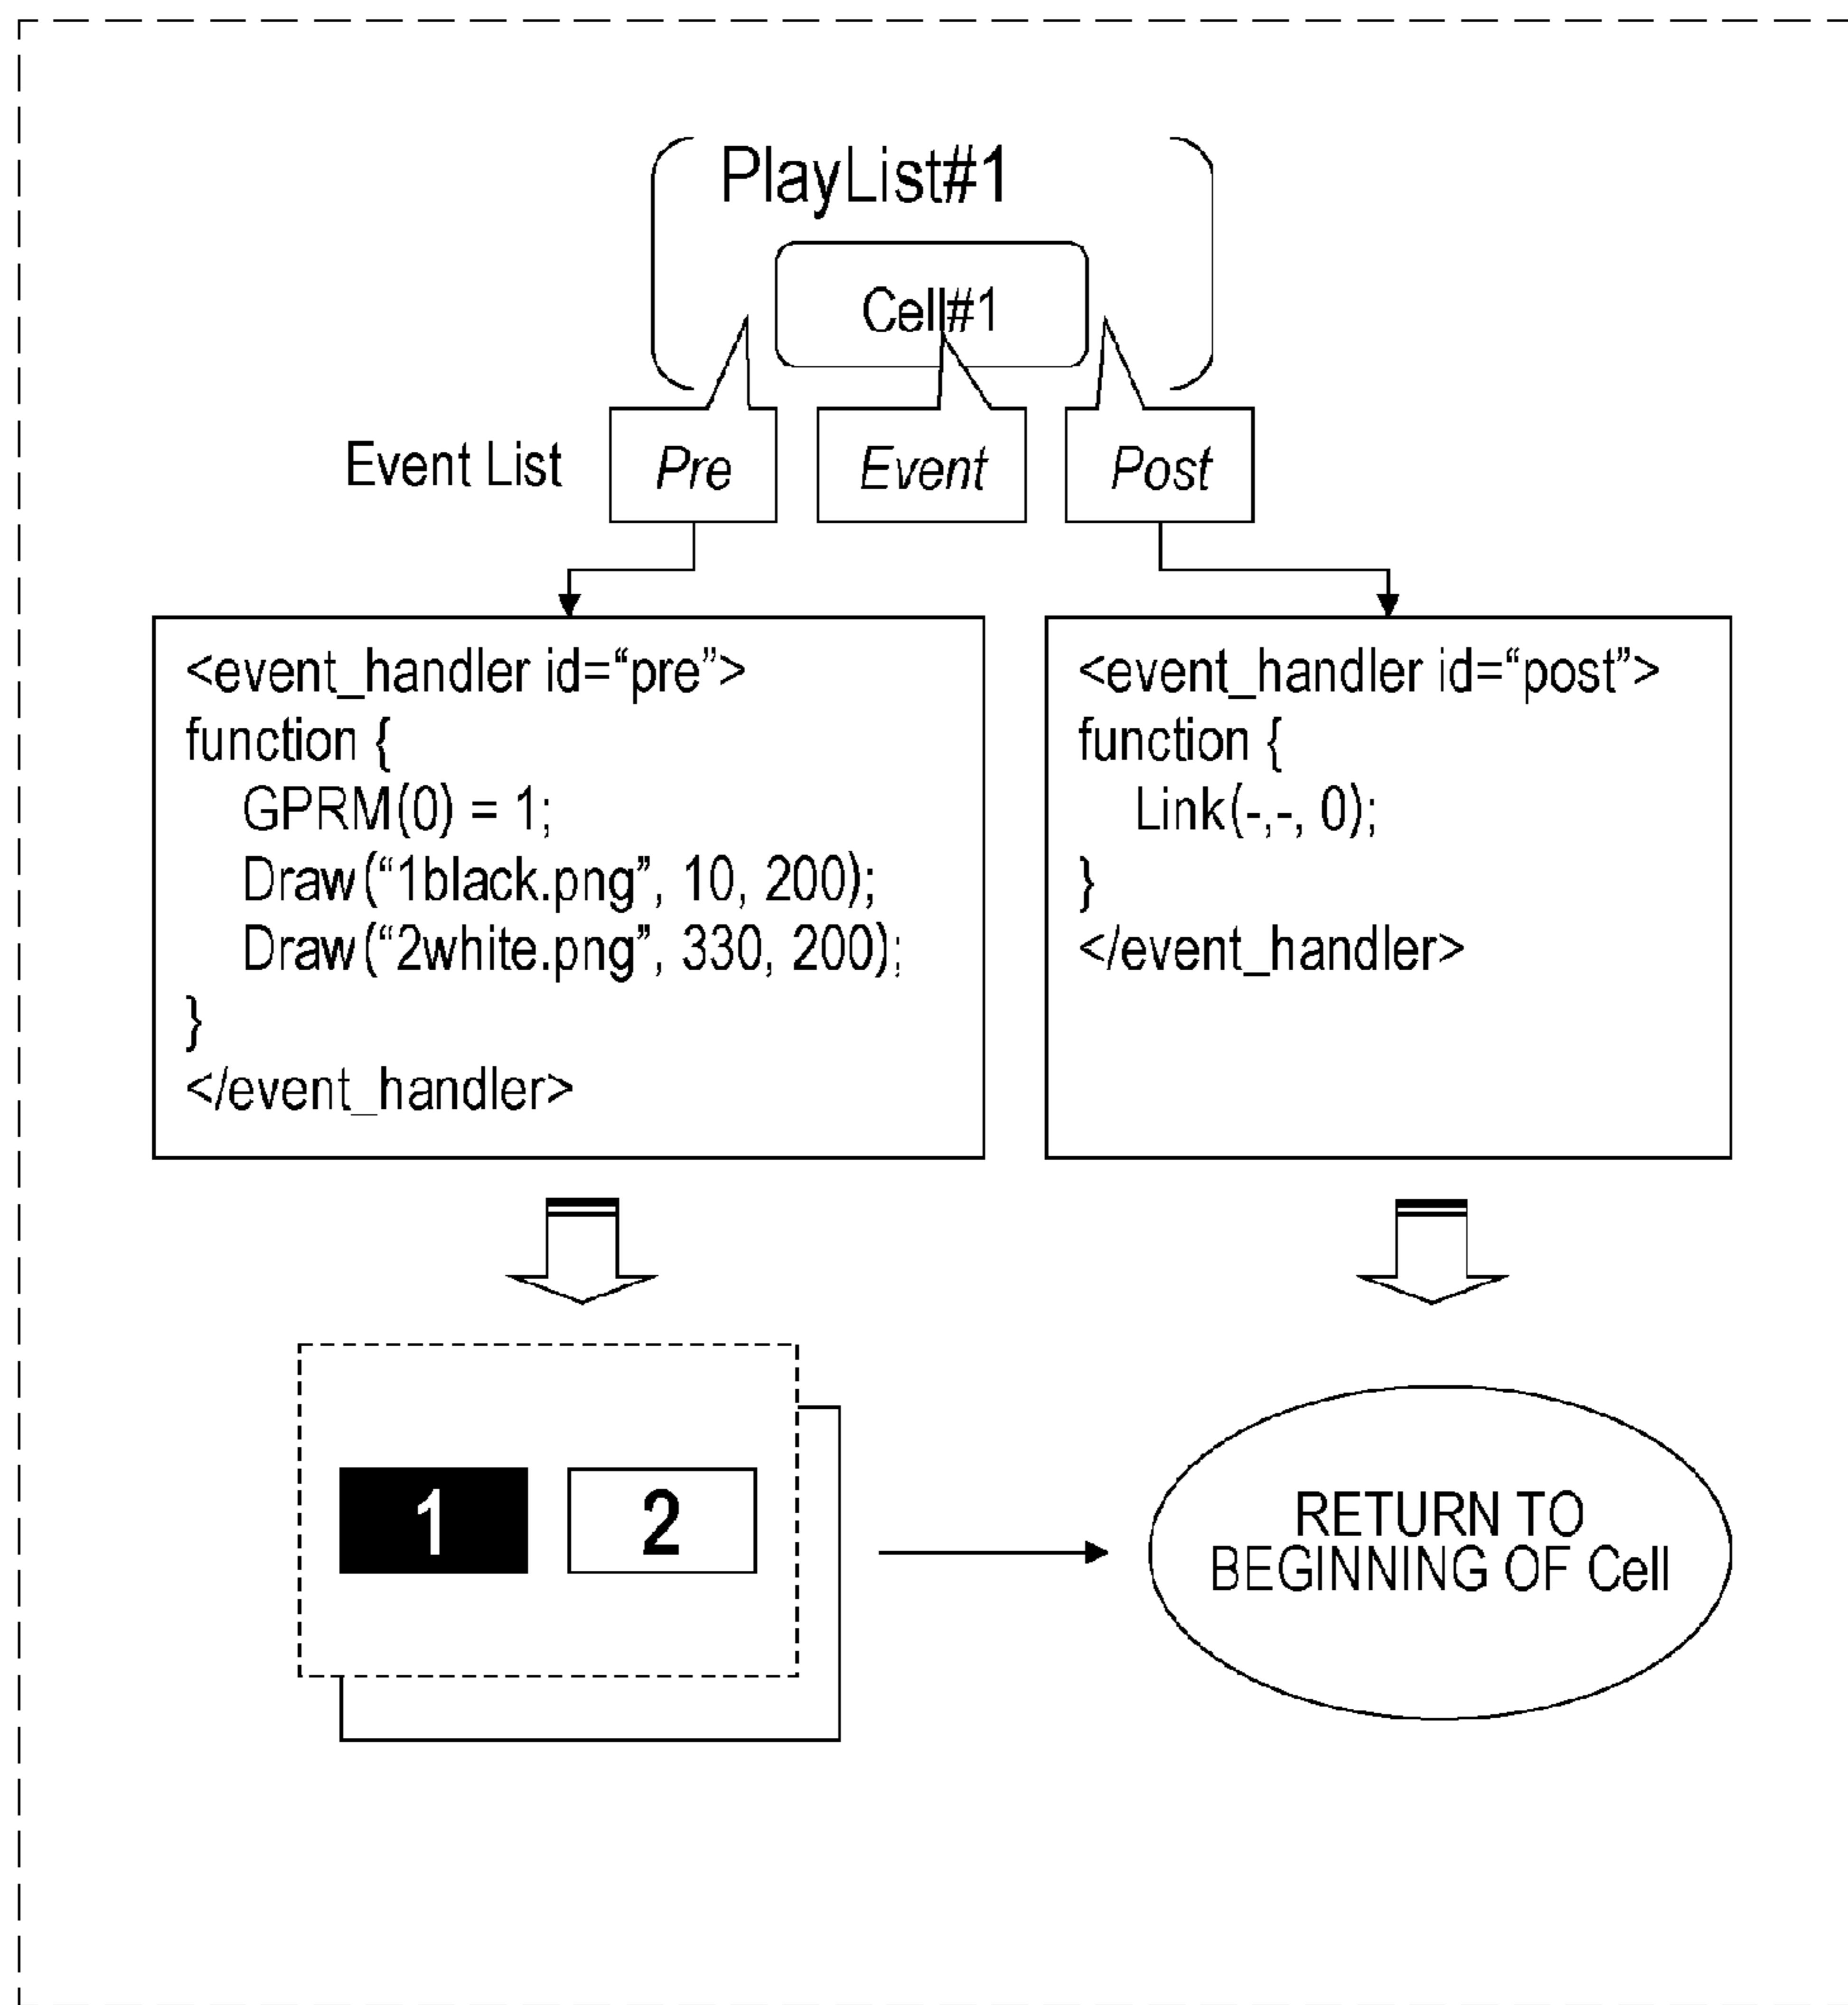 PlayList#1
Cell#1
Event List
Pre
Event
Post
<event_handler id=“pre”>
function {
GPRM(0) = 1;
Draw(“1black.png”, 10, 200);
Draw(“2white.png”, 330, 200);
}
</event_handler>
<event_handler id=“post”>
function {
Link(-,-, 0);
}
</event_handler>
1
2
RETURN TO
BEGINNING OF Cell